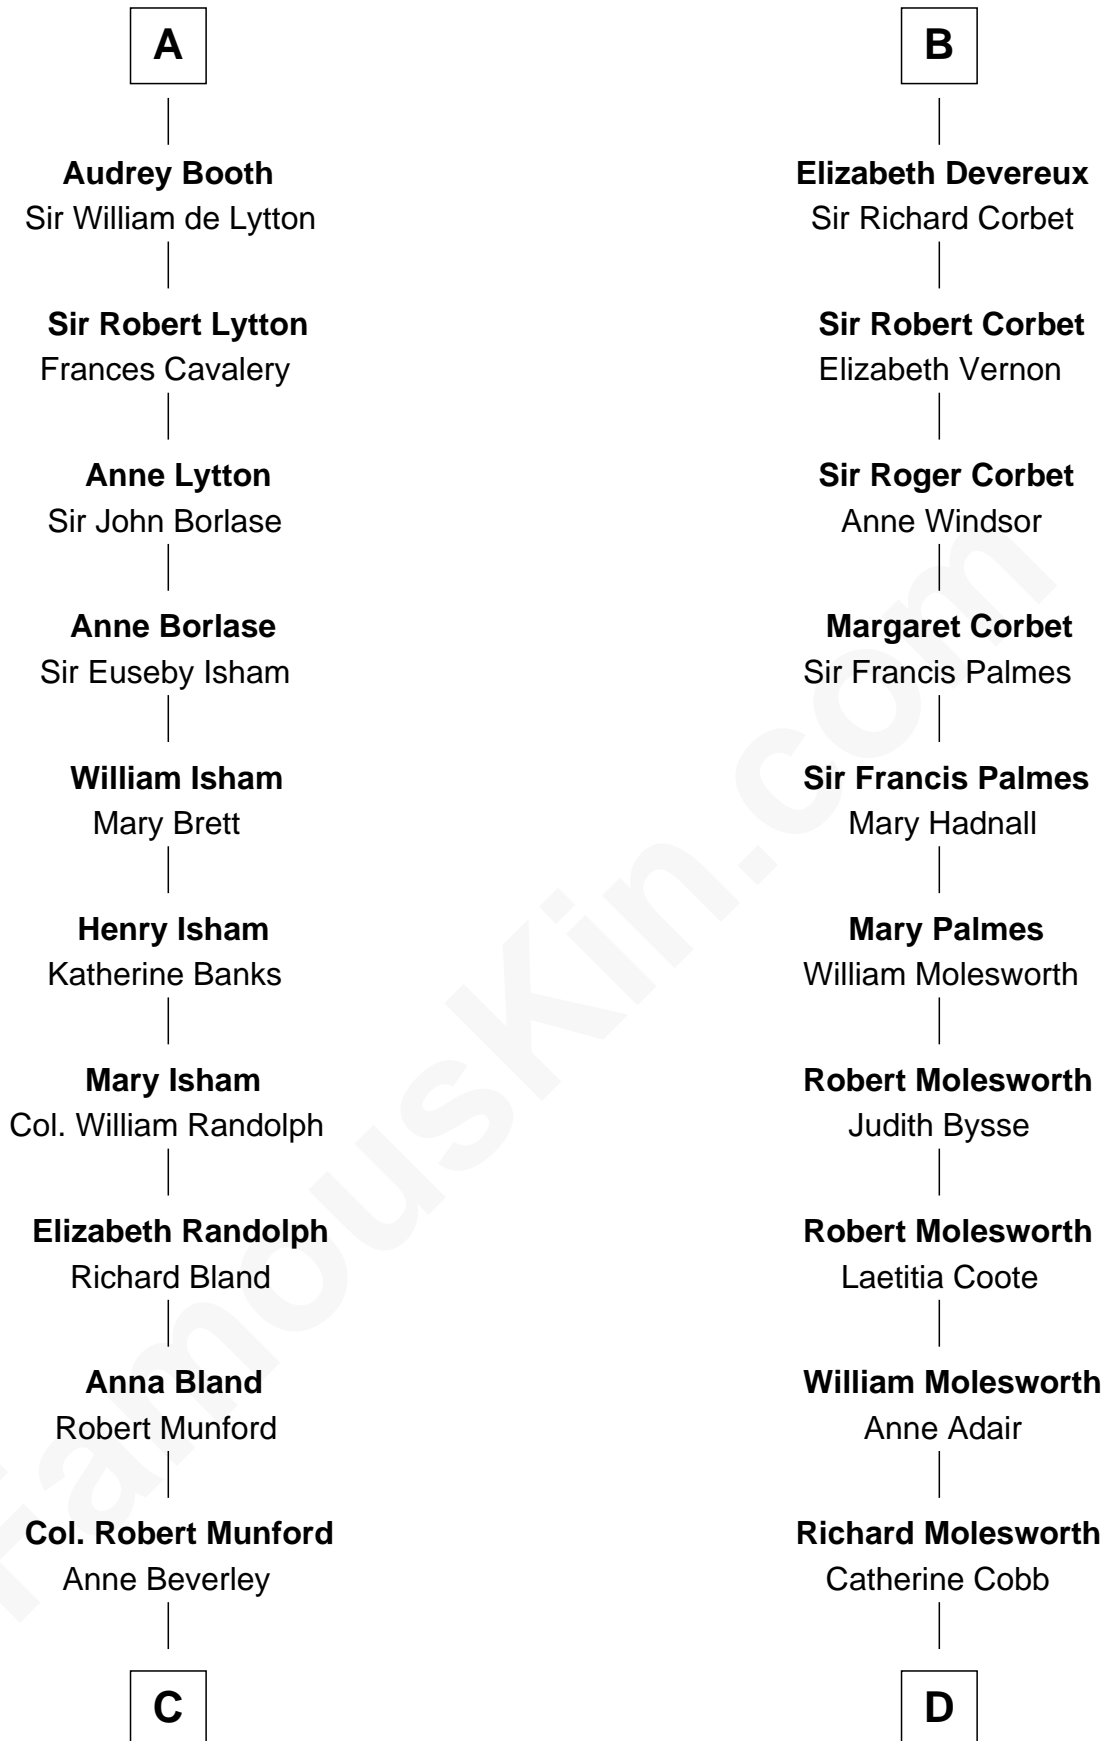 A
Audrey Booth
Sir William de Lytton
Sir Robert Lytton
Frances Cavalery
Anne Lytton
Sir John Borlase
Anne Borlase
Sir Euseby Isham
William Isham
Mary Brett
Henry Isham
Katherine Banks
Mary Isham
Col. William Randolph
Elizabeth Randolph
Richard Bland
Anna Bland
Robert Munford
Col. Robert Munford
Anne Beverley
C
B
Elizabeth Devereux
Sir Richard Corbet
Sir Robert Corbet
Elizabeth Vernon
Sir Roger Corbet
Anne Windsor
Margaret Corbet
Sir Francis Palmes
Sir Francis Palmes
Mary Hadnall
Mary Palmes
William Molesworth
Robert Molesworth
Judith Bysse
Robert Molesworth
Laetitia Coote
William Molesworth
Anne Adair
Richard Molesworth
Catherine Cobb
D
FamousKin.com